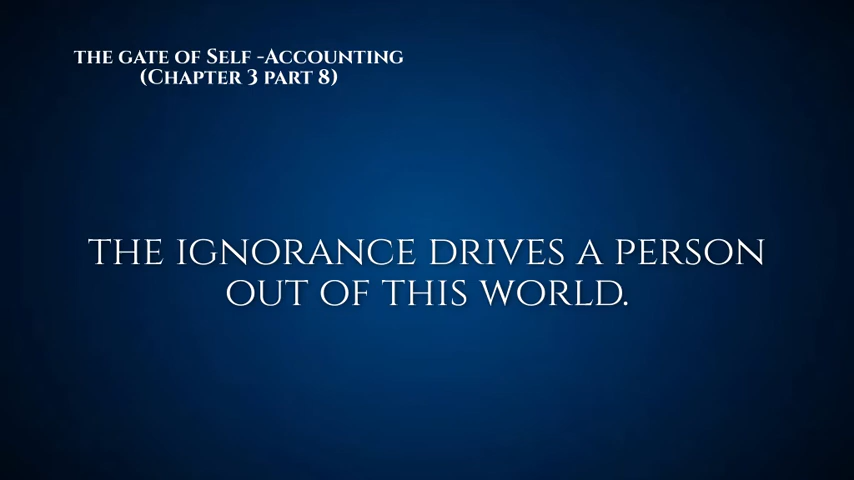 THE GATE OF SELF -ACCOUNTING
(CHAPTER 3 PART 8)
THE IGNORANCE DRIVES A PERSON
OUT OF THIS WORLD.